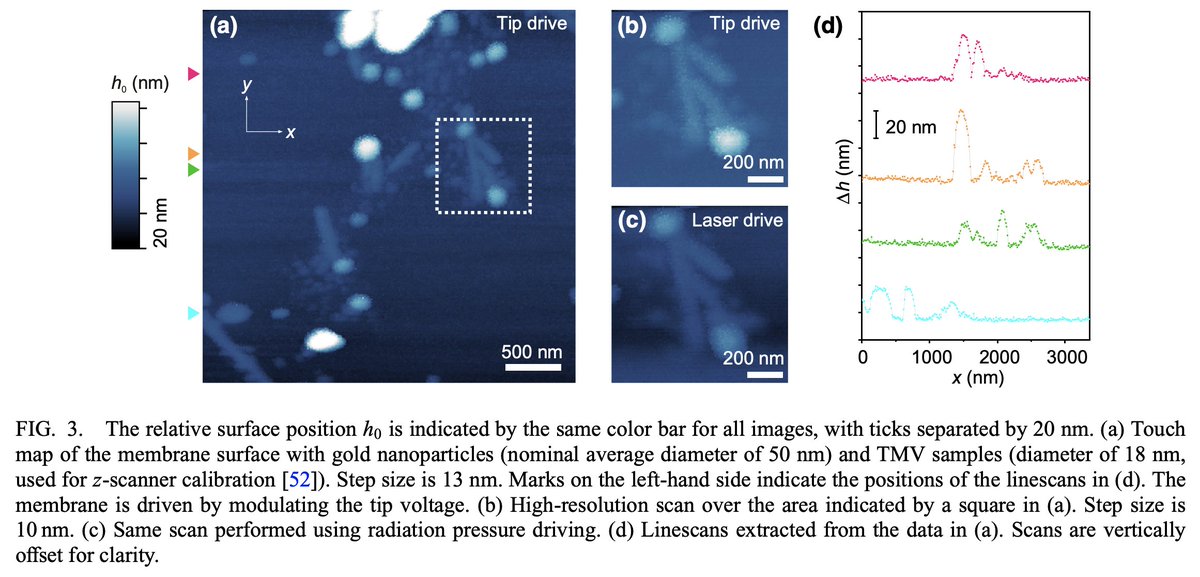 (a)
Tip drive
h₀ (nm)
20 nm
y
x
500 nm
(b)
Tip drive
200 nm
(c)
Laser drive
200 nm
(d)
Δh (nm)
20 nm
0 1000 2000 3000
x (nm)
FIG. 3. The relative surface position h₀ is indicated by the same color bar for all images, with ticks separated by 20 nm. (a) Touch
map of the membrane surface with gold nanoparticles (nominal average diameter of 50 nm) and TMV samples (diameter of 18 nm,
used for z-scanner calibration [52]). Step size is 13 nm. Marks on the left-hand side indicate the positions of the linescans in (d). The
membrane is driven by modulating the tip voltage. (b) High-resolution scan over the area indicated by a square in (a). Step size is
10 nm. (c) Same scan performed using radiation pressure driving. (d) Linescans extracted from the data in (a). Scans are vertically
offset for clarity.